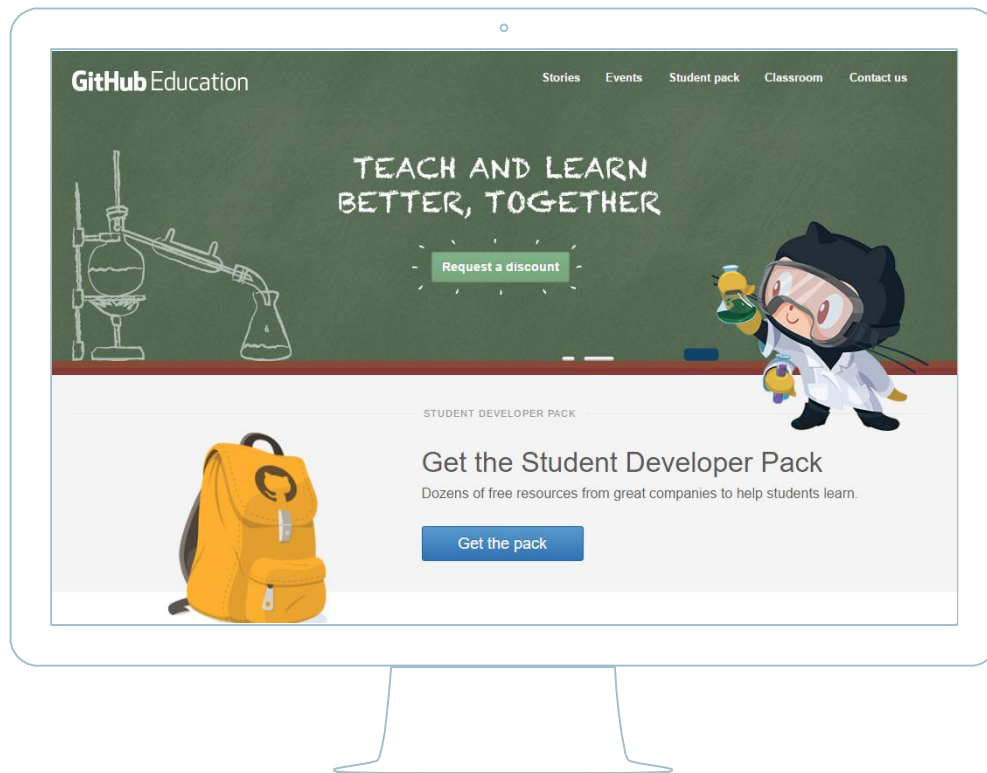 GitHub Education
Stories Events Student pack Classroom Contact us
TEACH AND LEARN
BETTER, TOGETHER
Request a discount
STUDENT DEVELOPER PACK
Get the Student Developer Pack
Dozens of free resources from great companies to help students learn.
Get the pack